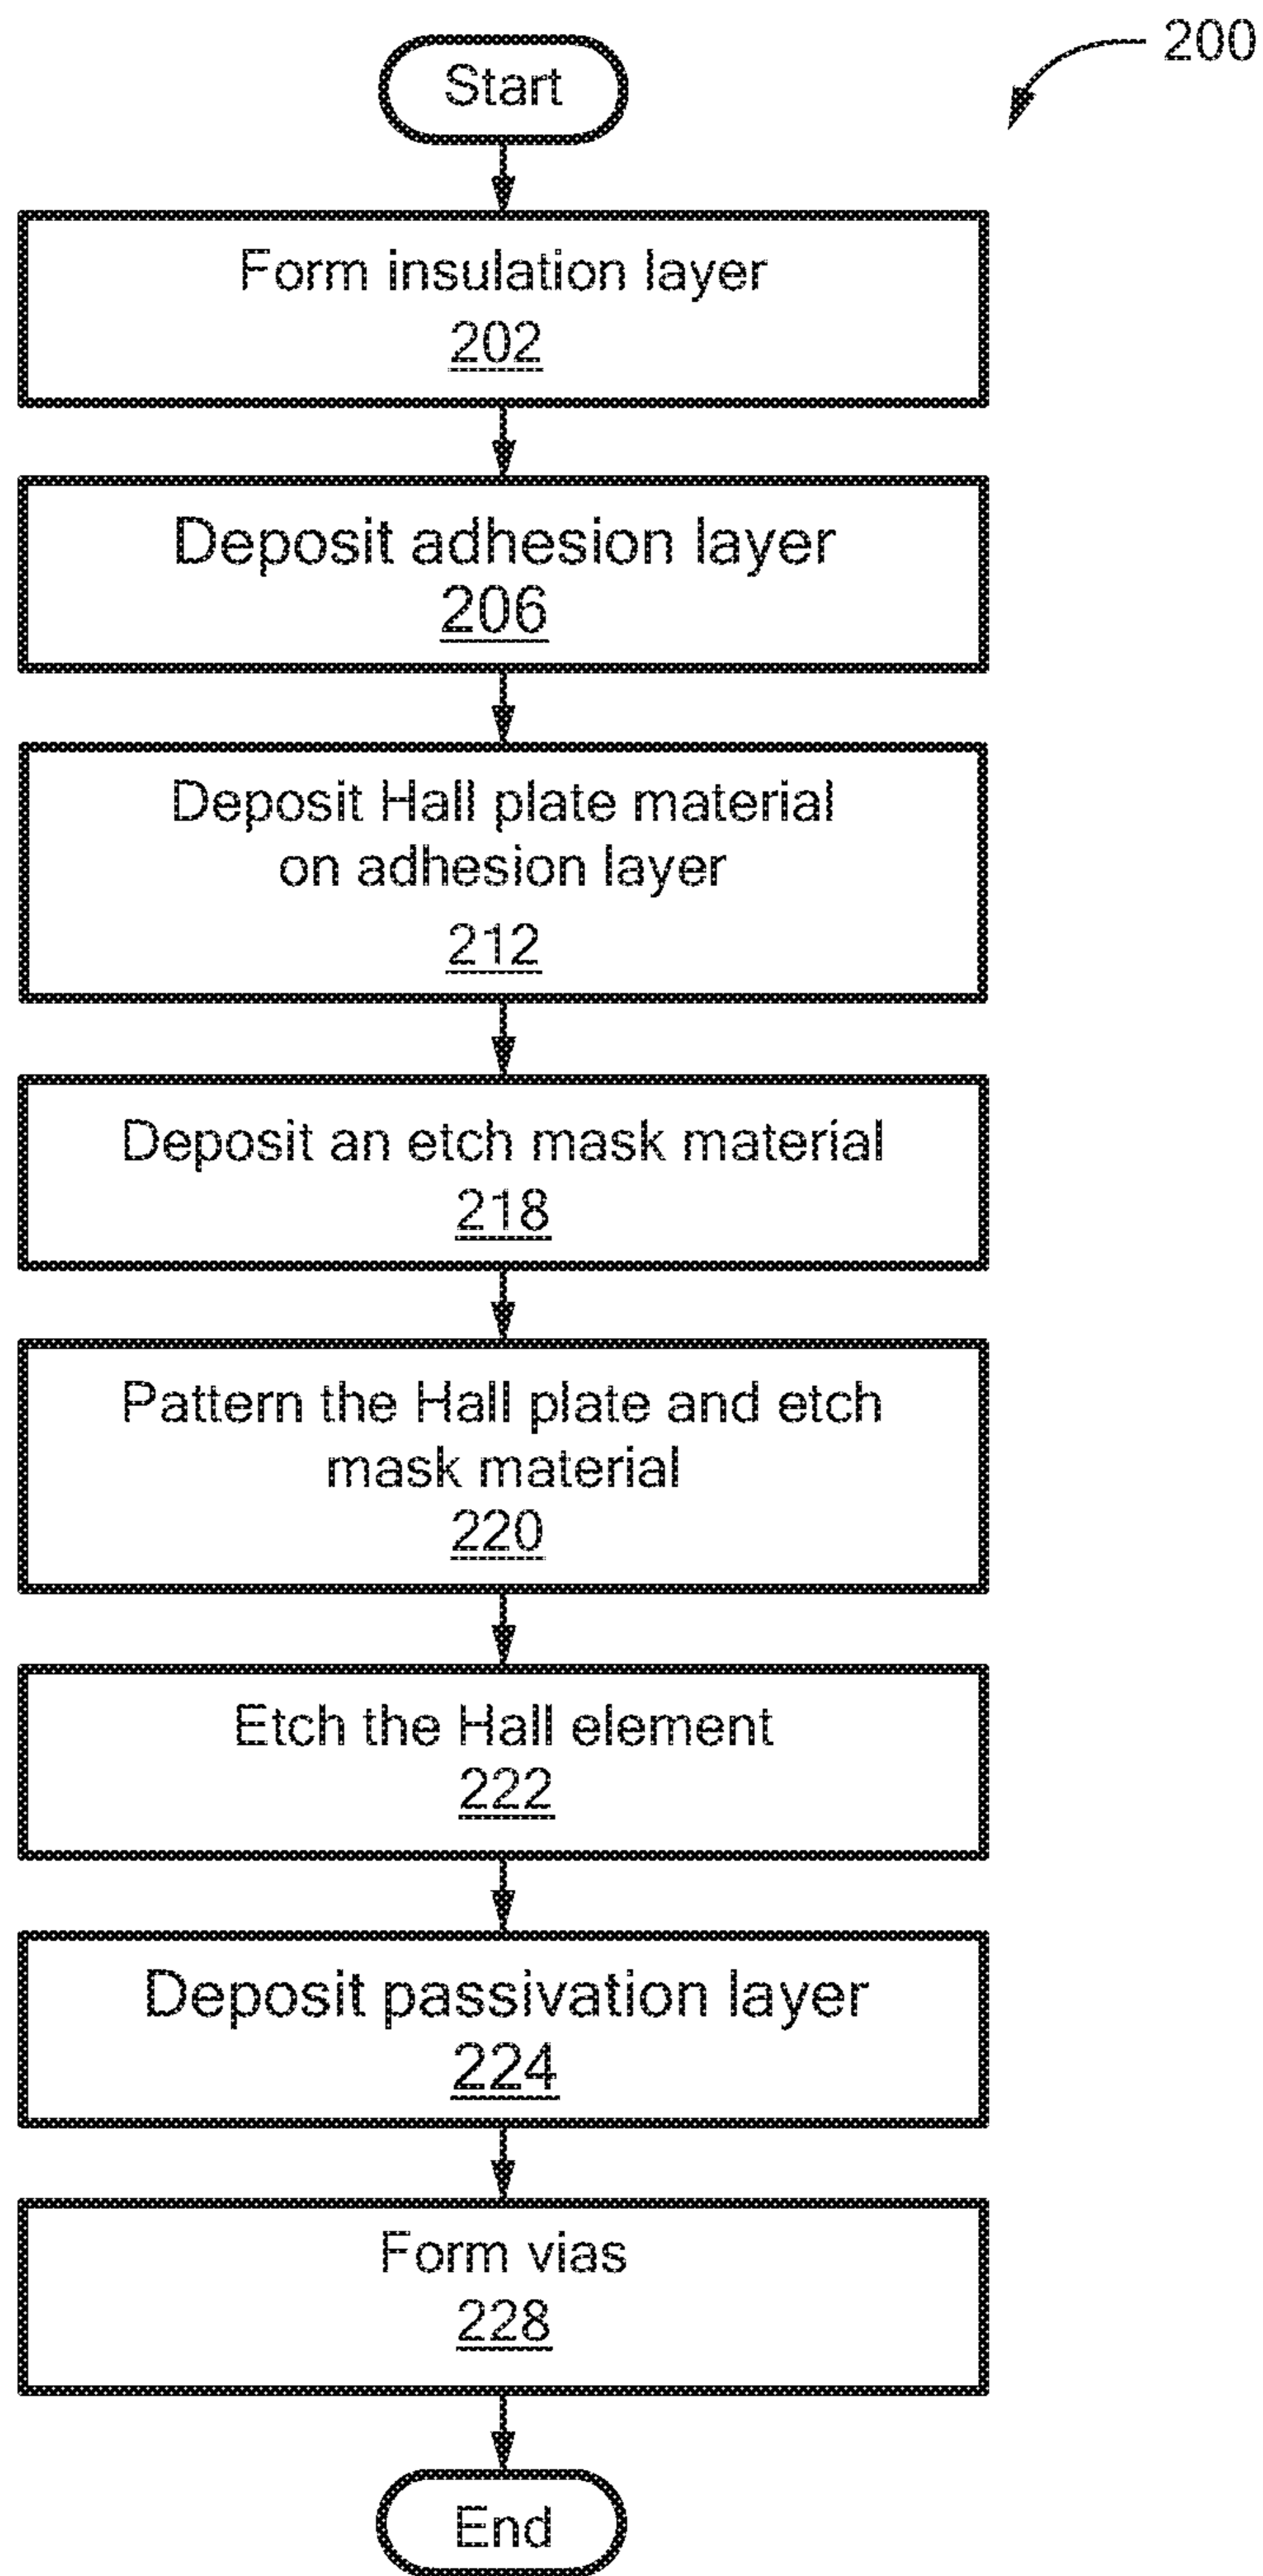 200
Start
Form insulation layer
202
Deposit adhesion layer
206
Deposit Hall plate material
on adhesion layer
212
Deposit an etch mask material
218
Pattern the Hall plate and etch
mask material
220
Etch the Hall element
222
Deposit passivation layer
224
Form vias
228
End